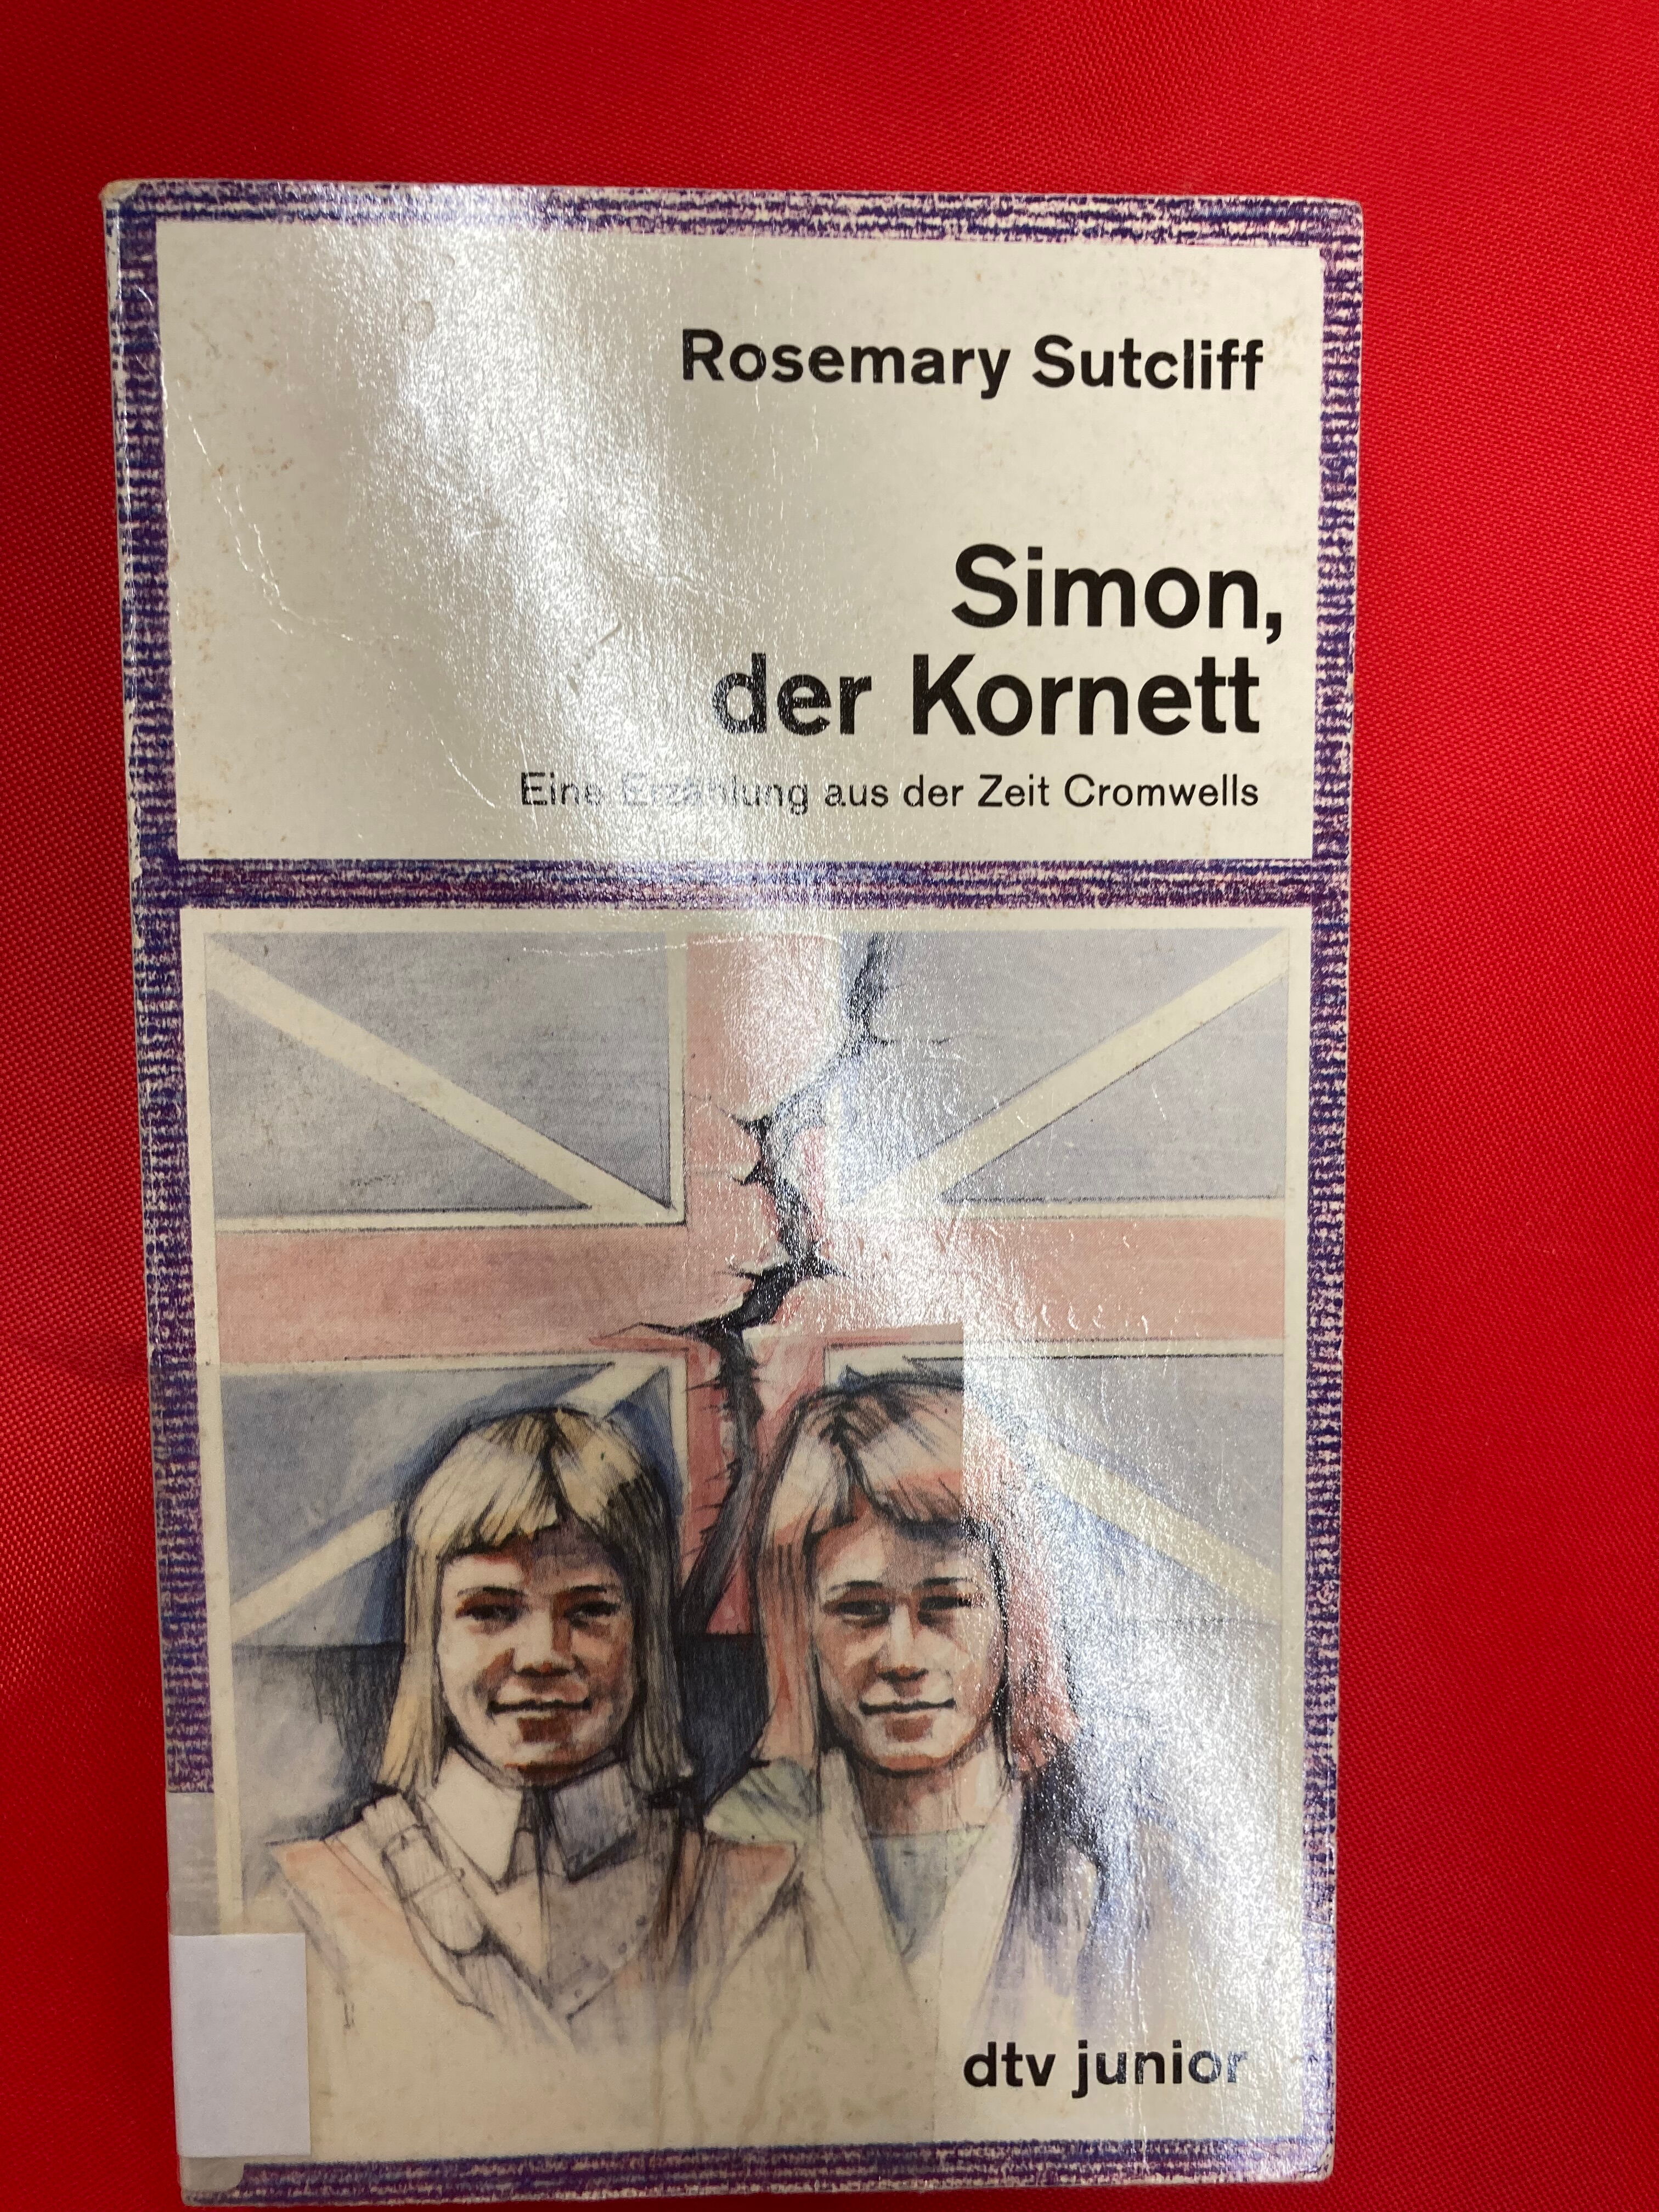 Rosemary Sutcliff
Simon,
der Kornett
Eine Erzählung aus der Zeit Cromwells
dtv junior